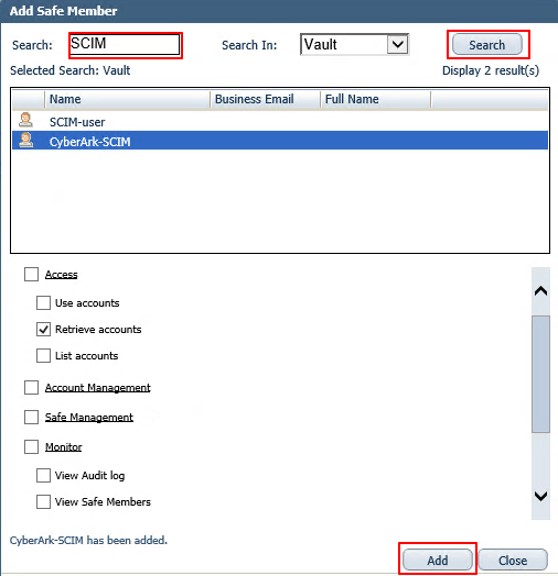 Add Safe Member
Search: SCIM Search In: Vault Search
Selected Search: Vault Display 2 result(s)
Name Business Email Full Name
SCIM-user
CyberArk-SCIM
Access
Use accounts
Retrieve accounts
List accounts
Account Management
Safe Management
Monitor
View Audit log
View Safe Members
CyberArk-SCIM has been added.
Add Close